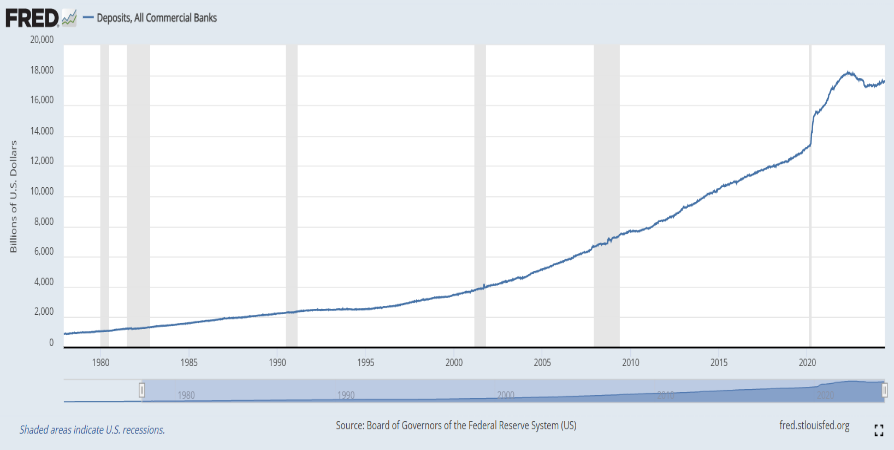 FRED
Deposits, All Commercial Banks
20,000
18,000
16,000
14,000
12,000
10,000
8,000
6,000
4,000
2,000
0
Billions of U.S. Dollars
1980 1985 1990 1995 2000 2005 2010 2015 2020
1980 1990 2000 2010 2020
Shaded areas indicate U.S. recessions.
Source: Board of Governors of the Federal Reserve System (US)
fred.stlouisfed.org